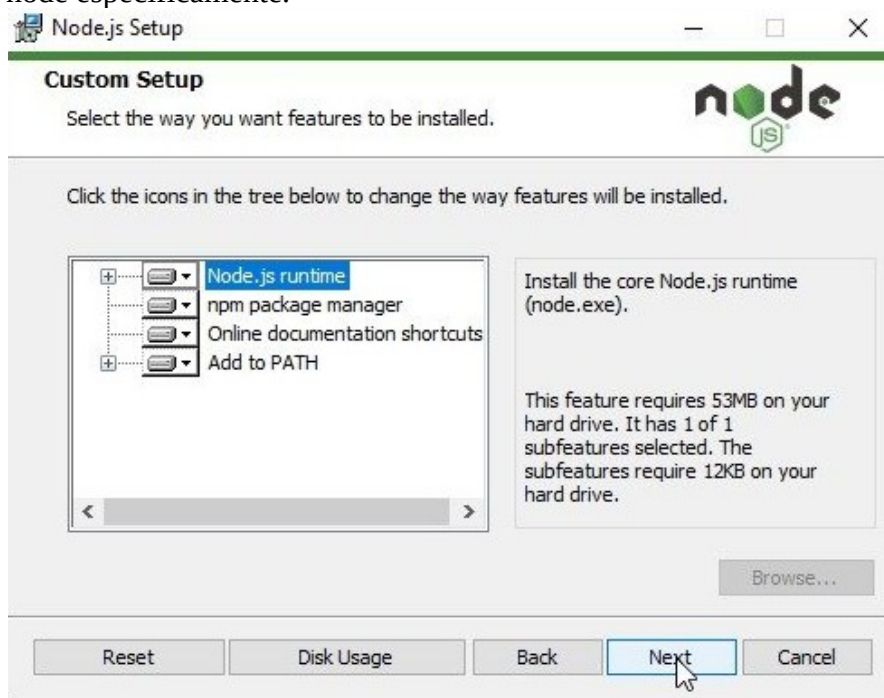 node específicamente.
Node.js Setup
Custom Setup
Select the way you want features to be installed.
node
JS
Click the icons in the tree below to change the way features will be installed.
Node.js runtime
npm package manager
Online documentation shortcuts
Add to PATH
Install the core Node.js runtime
(node.exe).
This feature requires 53MB on your
hard drive. It has 1 of 1
subfeatures selected. The
subfeatures require 12KB on your
hard drive.
Browse...
Reset
Disk Usage
Back
Next
Cancel